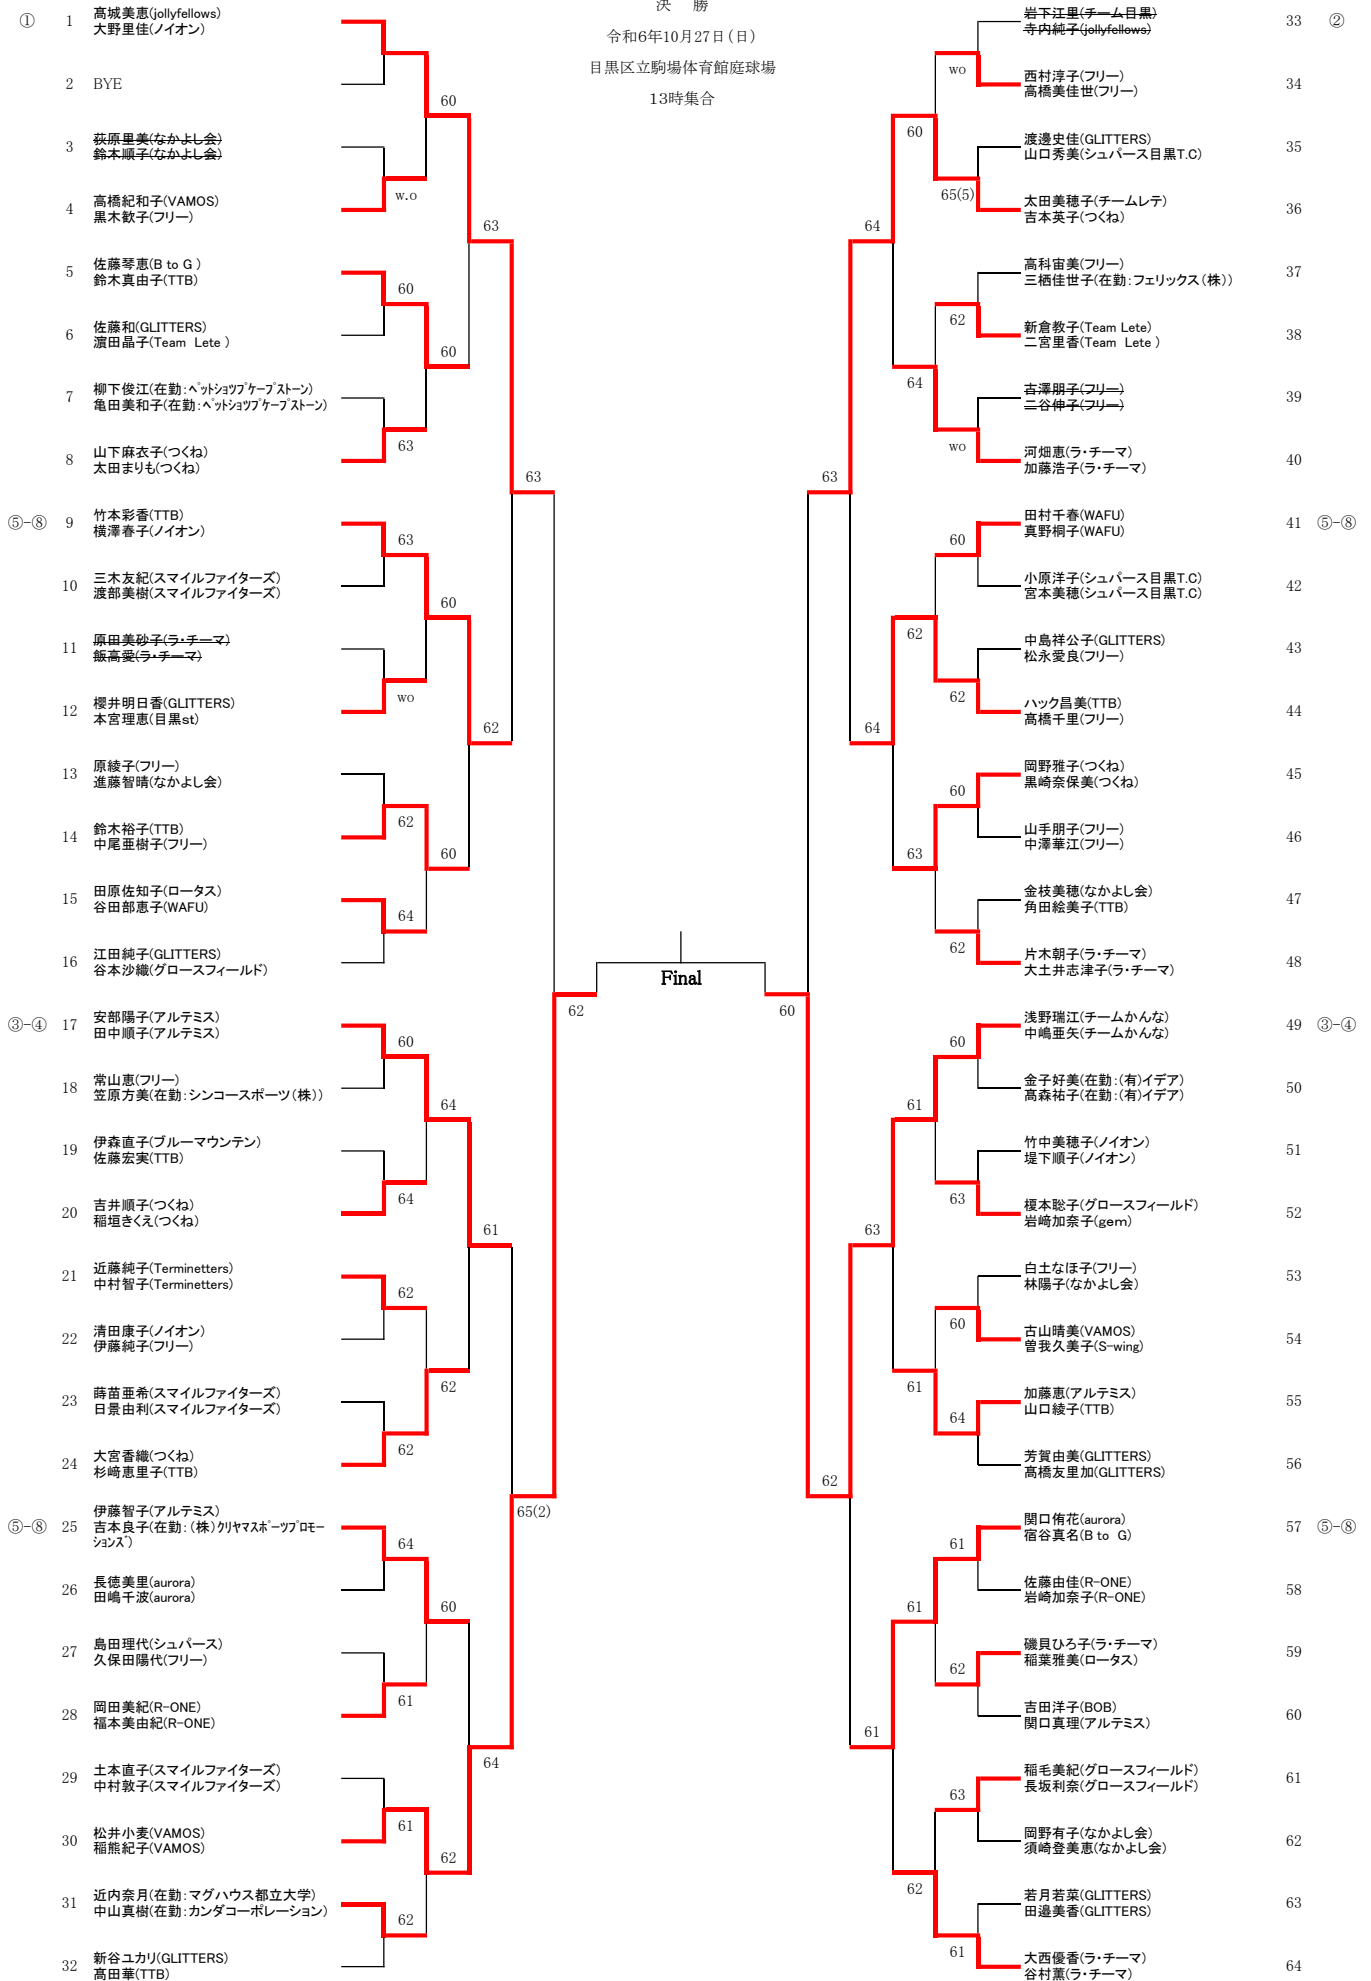 決 勝
令和6年10月27日(日)
目黒区立駒場体育館庭球場
13時集合
① 1 髙城美恵(jollyfellows)
大野里佳(ノイオン)
2 BYE
60
3 荻原里美(なかよし会)
鈴木順子(なかよし会)
w.o
4 高橋紀和子(VAMOS)
黒木歓子(フリー)
63
5 佐藤琴恵(B to G )
鈴木真由子(TTB)
60
6 佐藤和(GLITTERS)
濵田晶子(Team Lete )
60
7 柳下俊江(在勤:ペットショップケープストーン)
亀田美和子(在勤:ペットショップケープストーン)
63
8 山下麻衣子(つくね)
太田まりも(つくね)
63
⑤-⑧ 9 竹本彩香(TTB)
横澤春子(ノイオン)
63
10 三木友紀(スマイルファイターズ)
渡部美樹(スマイルファイターズ)
60
11 原田美砂子(ラ・チーマ)
飯高愛(ラ・チーマ)
wo
12 櫻井明日香(GLITTERS)
本宮理恵(目黒st)
62
13 原綾子(フリー)
進藤智晴(なかよし会)
62
14 鈴木裕子(TTB)
中尾亜樹子(フリー)
60
15 田原佐知子(ロータス)
谷田部恵子(WAFU)
64
16 江田純子(GLITTERS)
谷本沙織(グロースフィールド)
62
③-④ 17 安部陽子(アルテミス)
田中順子(アルテミス)
60
18 常山恵(フリー)
笠原方美(在勤:シンコースポーツ(株))
64
19 伊森直子(ブルーマウンテン)
佐藤宏実(TTB)
64
20 吉井順子(つくね)
稲垣きくえ(つくね)
61
21 近藤純子(Terminetters)
中村智子(Terminetters)
62
22 清田康子(ノイオン)
伊藤純子(フリー)
62
23 蒔苗亜希(スマイルファイターズ)
日景由利(スマイルファイターズ)
62
24 大宮香織(つくね)
杉﨑恵里子(TTB)
65(2)
⑤-⑧ 25 伊藤智子(アルテミス)
吉本良子(在勤:(株)クリヤマスポーツプロモー
ションズ)
64
26 長徳美里(aurora)
田嶋千波(aurora)
60
27 島田理代(シュパース)
久保田陽代(フリー)
61
28 岡田美紀(R-ONE)
福本美由紀(R-ONE)
64
29 土本直子(スマイルファイターズ)
中村敦子(スマイルファイターズ)
61
30 松井小麦(VAMOS)
稲熊紀子(VAMOS)
62
31 近内奈月(在勤:マグハウス都立大学)
中山真樹(在勤:カンダコーポレーション)
62
32 新谷ユカリ(GLITTERS)
髙田華(TTB)
Final
岩下江里(チーム目黒) 33 ②
寺内純子(jollyfellows)
wo
西村淳子(フリー) 34
高橋美佳世(フリー)
60
渡邊史佳(GLITTERS) 35
山口秀美(シュパース目黒T.C)
65(5)
太田美穂子(チームレテ) 36
吉本英子(つくね)
64
高科宙美(フリー) 37
三栖佳世子(在勤:フェリックス(株))
62
新倉教子(Team Lete) 38
二宮里香(Team Lete )
64
古澤朋子(フリー) 39
二谷伸子(フリー)
wo
河畑恵(ラ・チーマ) 40
加藤浩子(ラ・チーマ)
63
田村千春(WAFU) 41 ⑤-⑧
真野桐子(WAFU)
60
小原洋子(シュパース目黒T.C) 42
宮本美穂(シュパース目黒T.C)
62
中島祥公子(GLITTERS) 43
松永愛良(フリー)
62
ハック昌美(TTB) 44
髙橋千里(フリー)
64
岡野雅子(つくね) 45
黒崎奈保美(つくね)
60
山手朋子(フリー) 46
中澤華江(フリー)
63
金枝美穂(なかよし会) 47
角田絵美子(TTB)
62
片木朝子(ラ・チーマ) 48
大土井志津子(ラ・チーマ)
60
浅野瑞江(チームかんな) 49 ③-④
中嶋亜矢(チームかんな)
60
金子好美(在勤:(有)イデア) 50
髙森祐子(在勤:(有)イデア)
61
竹中美穂子(ノイオン) 51
堤下順子(ノイオン)
63
榎本聡子(グロースフィールド) 52
岩﨑加奈子(gem)
63
白土なほ子(フリー) 53
林陽子(なかよし会)
60
古山晴美(VAMOS) 54
曽我久美子(S-wing)
61
加藤恵(アルテミス) 55
山口綾子(TTB)
64
芳賀由美(GLITTERS) 56
髙橋友里加(GLITTERS)
62
関口侑花(aurora) 57 ⑤-⑧
宿谷真名(B to G)
61
佐藤由佳(R-ONE) 58
岩崎加奈子(R-ONE)
61
磯貝ひろ子(ラ・チーマ) 59
稲葉雅美(ロータス)
62
吉田洋子(BOB) 60
関口真理(アルテミス)
61
稲毛美紀(グロースフィールド) 61
長坂利奈(グロースフィールド)
63
岡野有子(なかよし会) 62
須崎登美恵(なかよし会)
62
若月若菜(GLITTERS) 63
田邉美香(GLITTERS)
61
大西優香(ラ・チーマ) 64
谷村薫(ラ・チーマ)